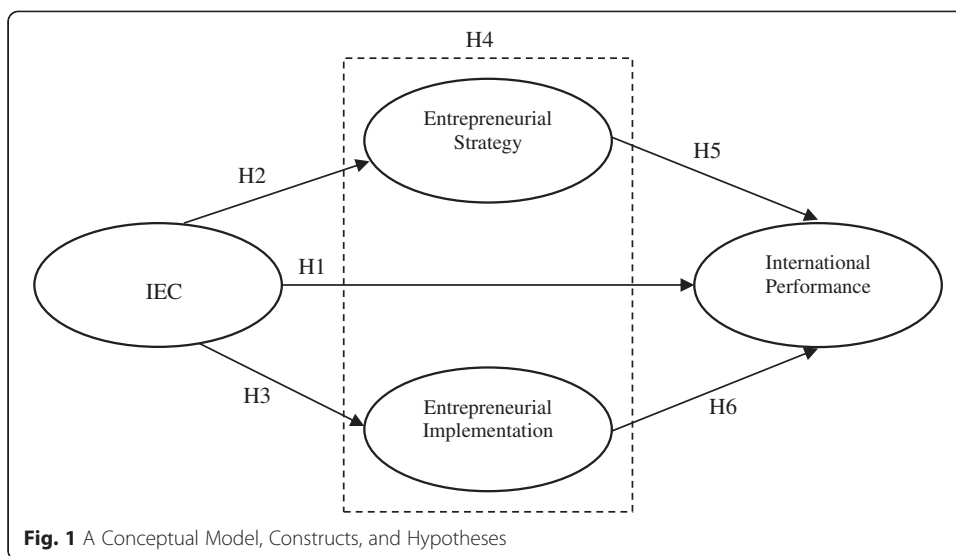 H4
Entrepreneurial
Strategy
H2
H5
H1
IEC
International
Performance
H3
Entrepreneurial
Implementation
H6
Fig. 1 A Conceptual Model, Constructs, and Hypotheses